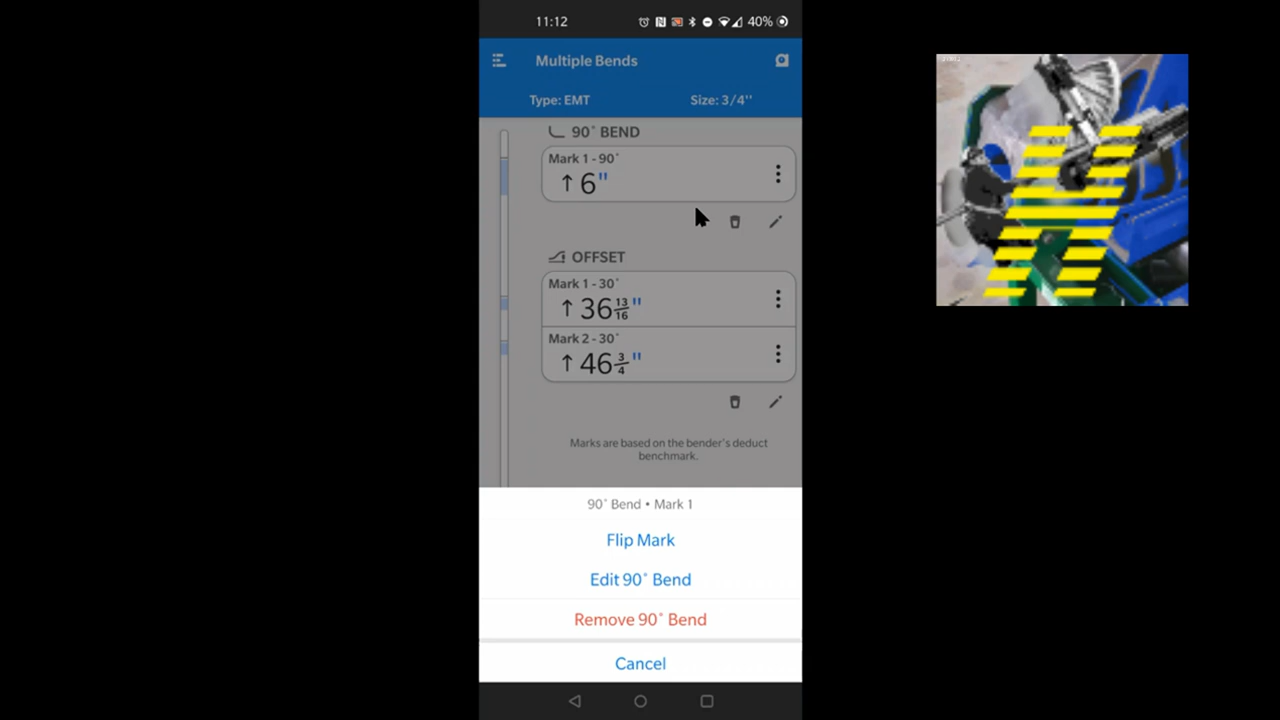 11:12
40%
Multiple Bends
Type: EMT
Size: 3/4''
90° BEND
Mark 1 - 90°
↑ 6"
OFFSET
Mark 1 - 30°
↑ 36 13/16"
Mark 2 - 30°
↑ 46 3/4"
Marks are based on the bender's deduct
benchmark.
90° Bend • Mark 1
Flip Mark
Edit 90° Bend
Remove 90° Bend
Cancel
H